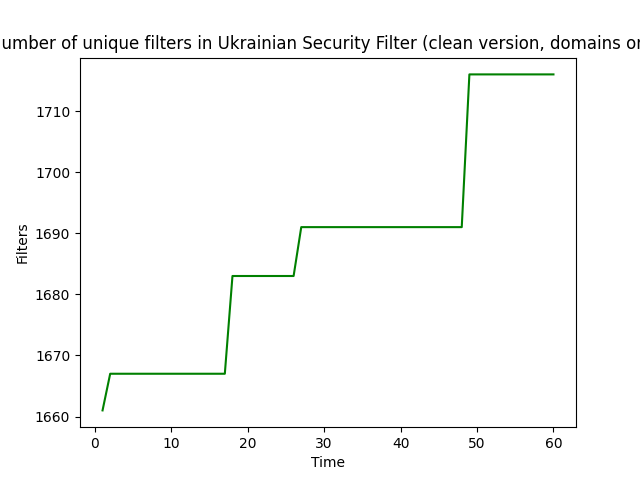 umber of unique filters in Ukrainian Security Filter (clean version, domains or
1710
1700
1690
1680
1670
1660
Filters
0 10 20 30 40 50 60
Time